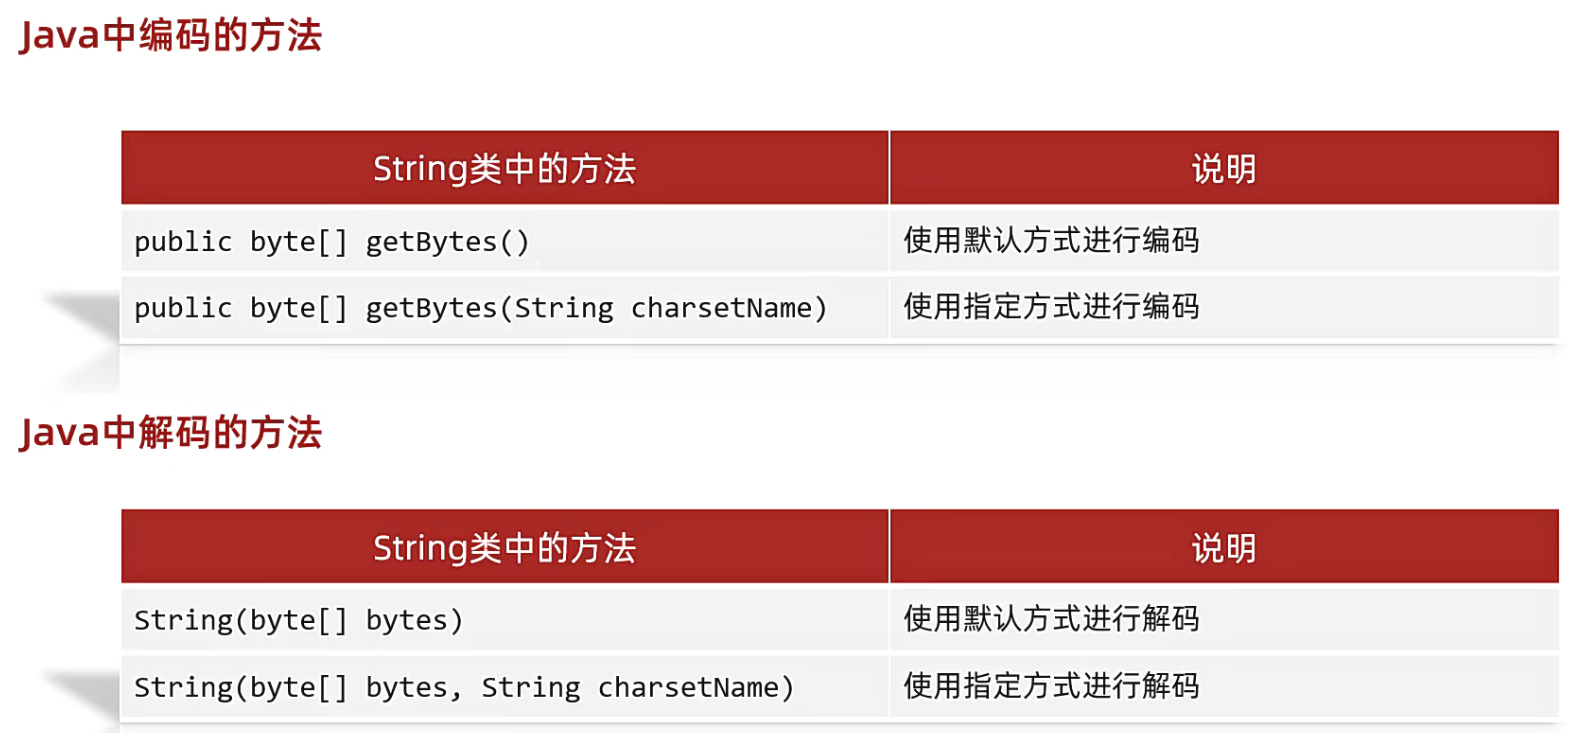 Java中编码的方法
String类中的方法 说明
public byte[] getBytes() 使用默认方式进行编码
public byte[] getBytes(String charsetName) 使用指定方式进行编码
Java中解码的方法
String类中的方法 说明
String(byte[] bytes) 使用默认方式进行解码
String(byte[] bytes, String charsetName) 使用指定方式进行解码